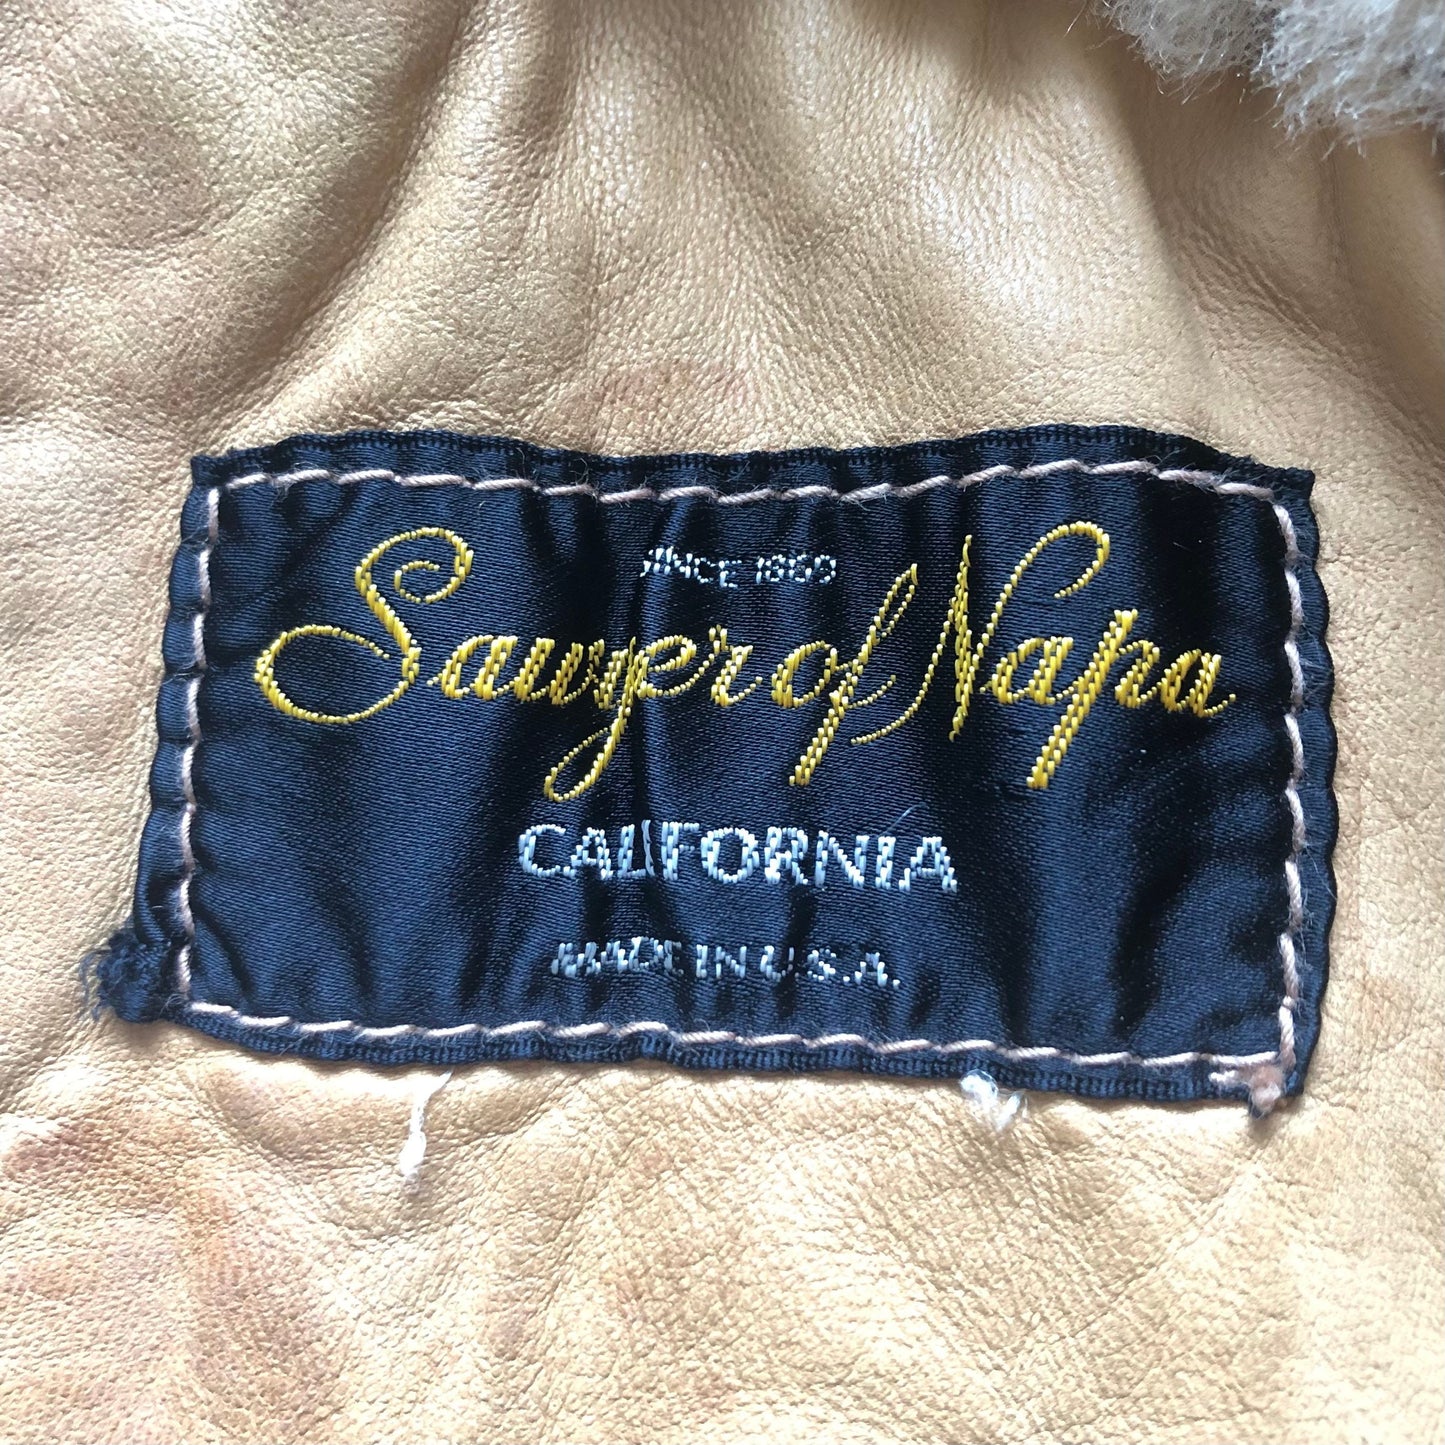 SINCE 1869
Sawyer of Napa
CALIFORNIA
MADE IN U.S.A.